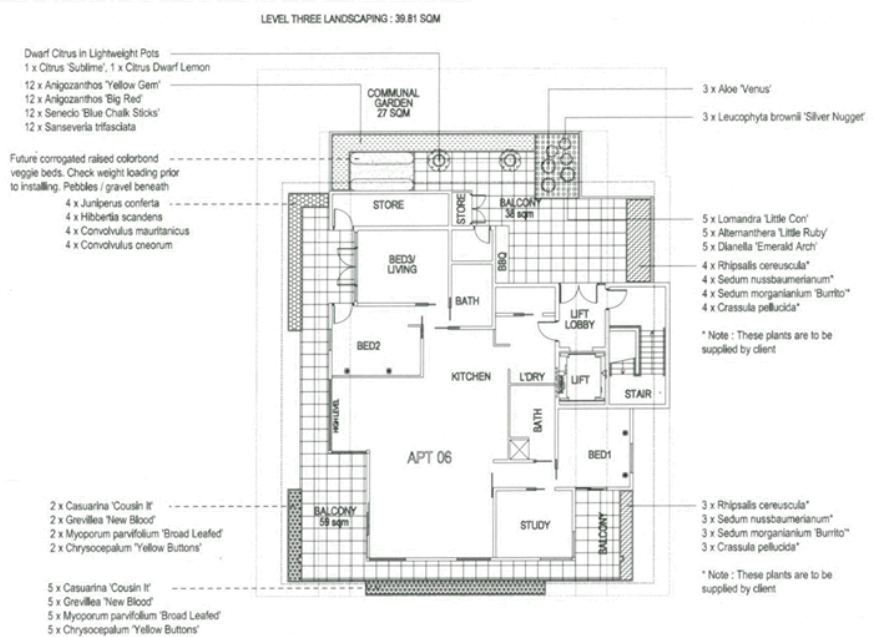 LEVEL THREE LANDSCAPING : 39.81 SQM
Dwarf Citrus in Lightweight Pots
1 x Citrus 'Sublime', 1 x Citrus Dwarf Lemon
12 x Anigozanthos 'Yellow Gem'
12 x Anigozanthos 'Big Red'
12 x Senecio 'Blue Chalk Sticks'
12 x Sanseveria trifasciata
Future corrogated raised colorbond
veggie beds. Check weight loading prior
to installing. Pebbles / gravel beneath
4 x Juniperus conferta
4 x Hibbertia scandens
4 x Convolvulus mauritanicus
4 x Convolvulus cneorum
2 x Casuarina 'Cousin It'
2 x Grevillea 'New Blood'
2 x Myoporum parvifolium 'Broad Leafed'
2 x Chrysocepalum 'Yellow Buttons'
5 x Casuarina 'Cousin It'
5 x Grevillea 'New Blood'
5 x Myoporum parvifolium 'Broad Leafed'
5 x Chrysocepalum 'Yellow Buttons'
COMMUNAL
GARDEN
27 SQM
STORE
STORE
BALCONY
38 sqm
BED3/
LIVING
BBQ
BATH
LIFT
LOBBY
BED2
KITCHEN
L'DRY
LIFT
STAIR
HIGH LEVEL
BATH
APT 06
BED1
BALCONY
59 sqm
STUDY
BALCONY
3 x Aloe 'Venus'
3 x Leucophyta brownii 'Silver Nugget'
5 x Lomandra 'Little Con'
5 x Alternanthera 'Little Ruby'
5 x Dianella 'Emerald Arch'
4 x Rhipsalis cereuscula*
4 x Sedum nussbaumerianum*
4 x Sedum morganianium 'Burrito'*
4 x Crassula pellucida*
* Note : These plants are to be
supplied by client
3 x Rhipsalis cereuscula*
3 x Sedum nussbaumerianum*
3 x Sedum morganianium 'Burrito'*
3 x Crassula pellucida*
* Note : These plants are to be
supplied by client